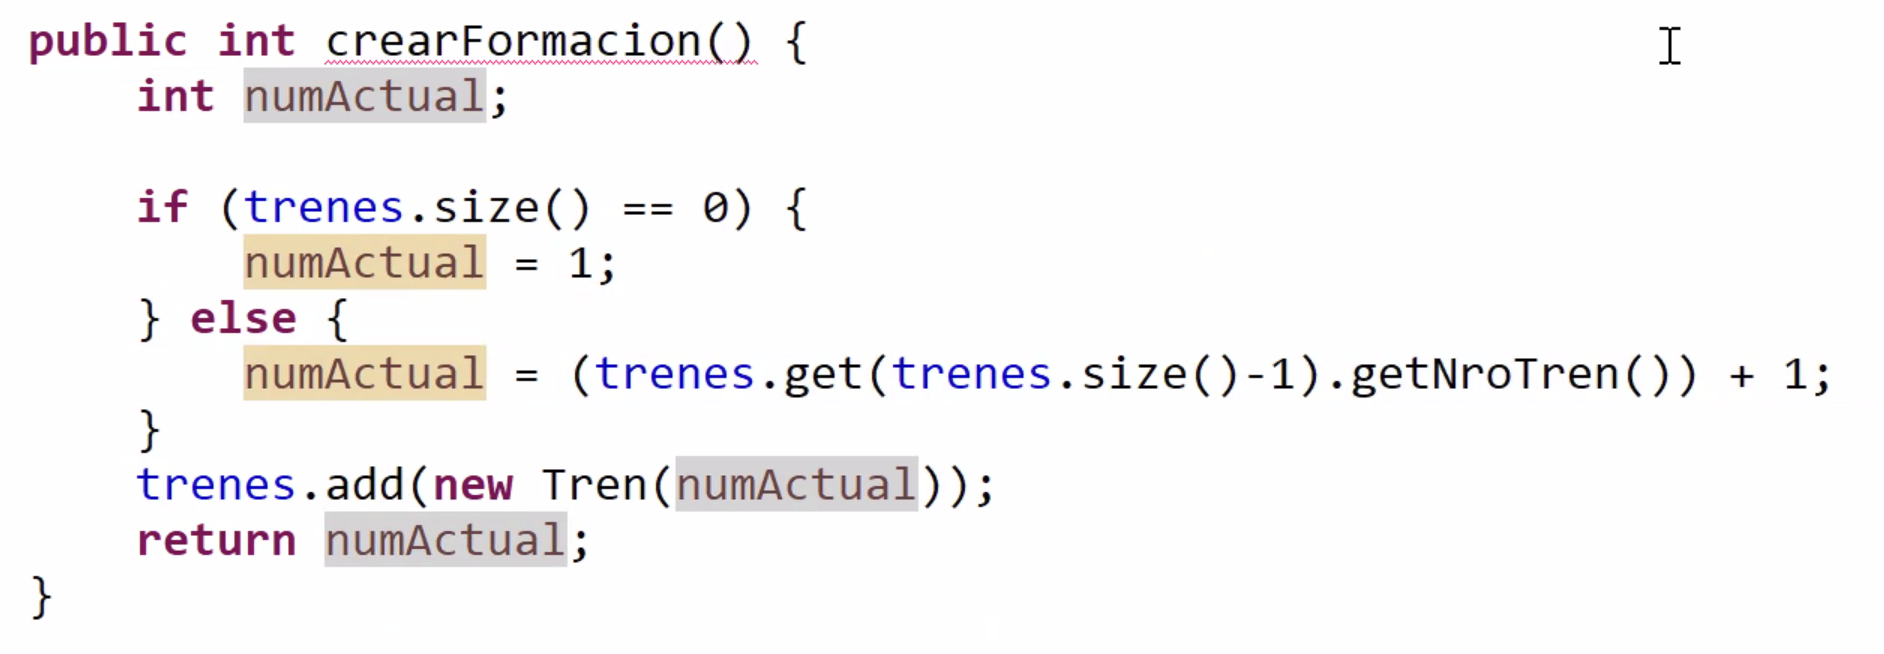 public int crearFormacion() {
int numActual;
if (trenes.size() == 0) {
numActual = 1;
} else {
numActual = (trenes.get(trenes.size()-1).getNroTren()) + 1;
}
trenes.add(new Tren(numActual));
return numActual;
}